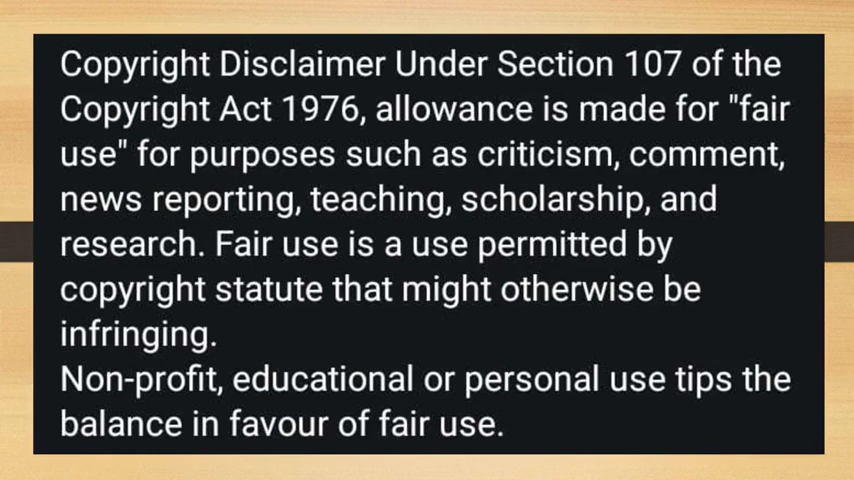 Copyright Disclaimer Under Section 107 of the
Copyright Act 1976, allowance is made for "fair
use" for purposes such as criticism, comment,
news reporting, teaching, scholarship, and
research. Fair use is a use permitted by
copyright statute that might otherwise be
infringing.
Non-profit, educational or personal use tips the
balance in favour of fair use.